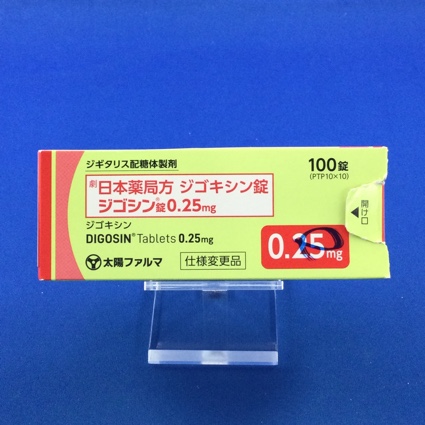 ジギタリス配糖体製剤
100錠
(PTP10×10)
劇 日本薬局方 ジゴキシン錠
ジゴシン®錠0.25mg
開け口
ジゴキシン
DIGOSIN® Tablets 0.25mg
0.25mg
太陽ファルマ
仕様変更品